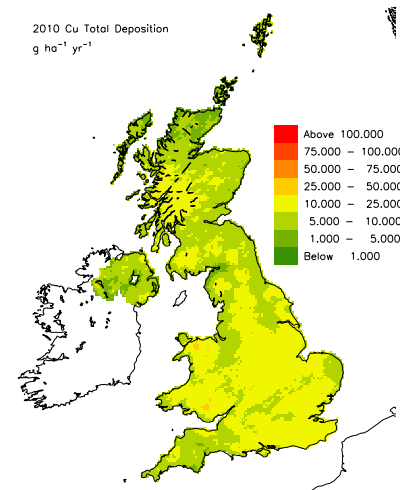 2010 Cu Total Deposition
g ha⁻¹ yr⁻¹
Above 100.000
75.000 – 100.000
50.000 – 75.000
25.000 – 50.000
10.000 – 25.000
5.000 – 10.000
1.000 – 5.000
Below 1.000